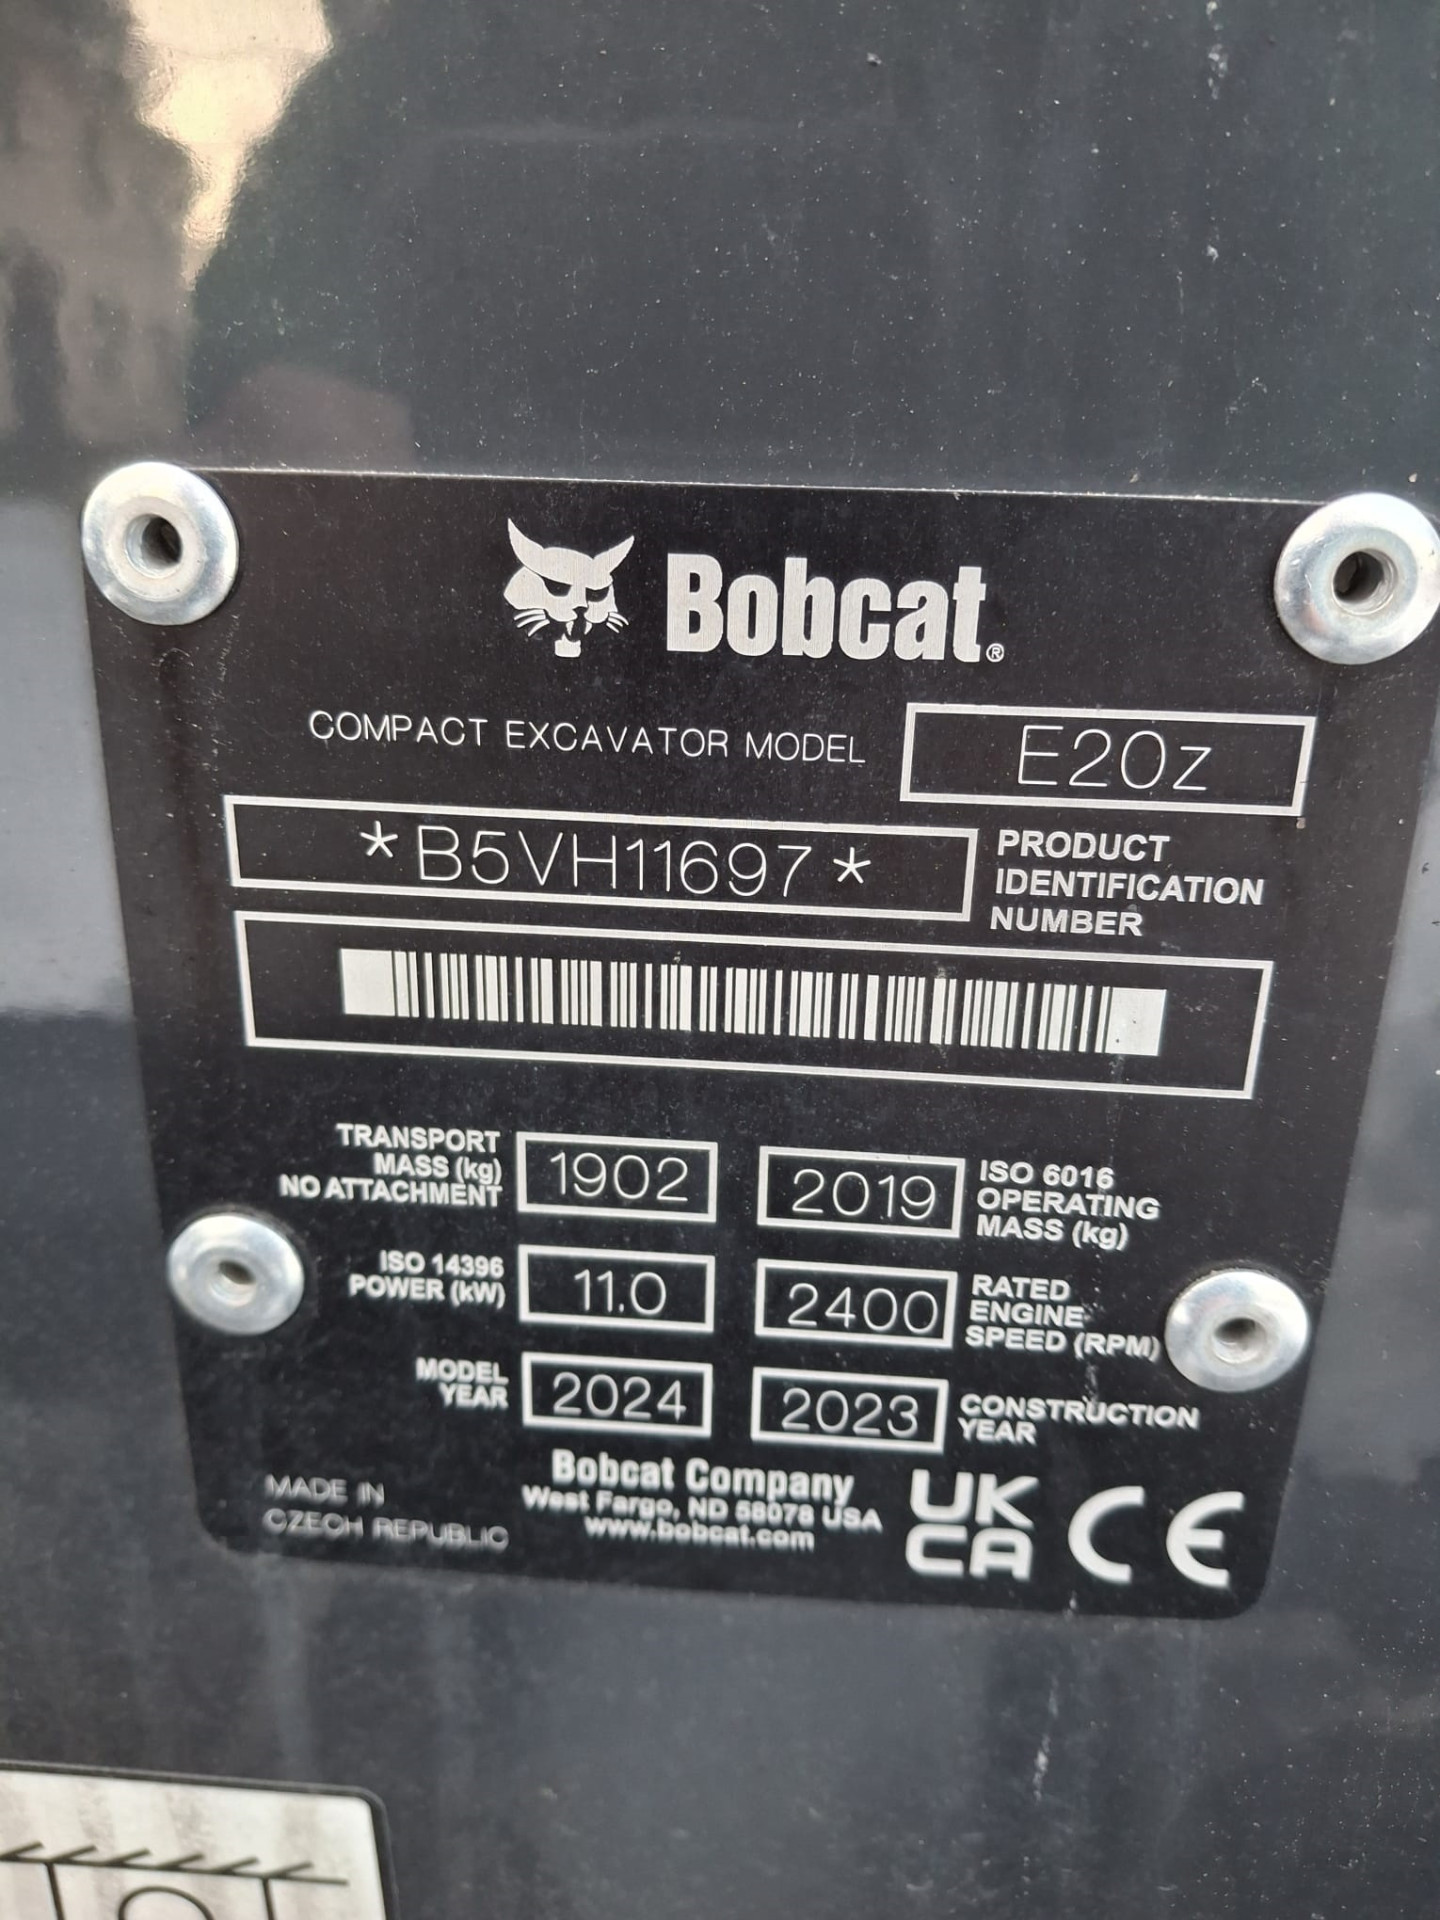 Bobcat®
COMPACT EXCAVATOR MODEL E20z
*B5VH11697*
PRODUCT
IDENTIFICATION
NUMBER
TRANSPORT
MASS (kg)
NO ATTACHMENT
1902
2019
ISO 6016
OPERATING
MASS (kg)
ISO 14396
POWER (kW)
11.0
2400
RATED
ENGINE
SPEED (RPM)
MODEL
YEAR
2024
2023
CONSTRUCTION
YEAR
MADE IN
CZECH REPUBLIC
Bobcat Company
West Fargo, ND 58078 USA
www.bobcat.com
UK
CA
CE